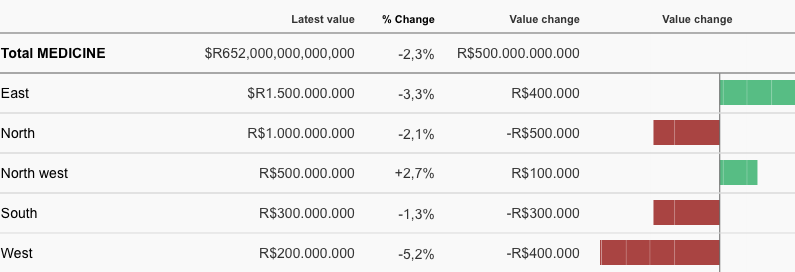 Latest value % Change Value change Value change
Total MEDICINE $R652,000,000,000,000 -2,3% R$500.000.000.000
East $R1.500.000.000 -3,3% R$400.000
North R$1.000.000.000 -2,1% -R$500.000
North west R$500.000.000 +2,7% R$100.000
South R$300.000.000 -1,3% -R$300.000
West R$200.000.000 -5,2% -R$400.000